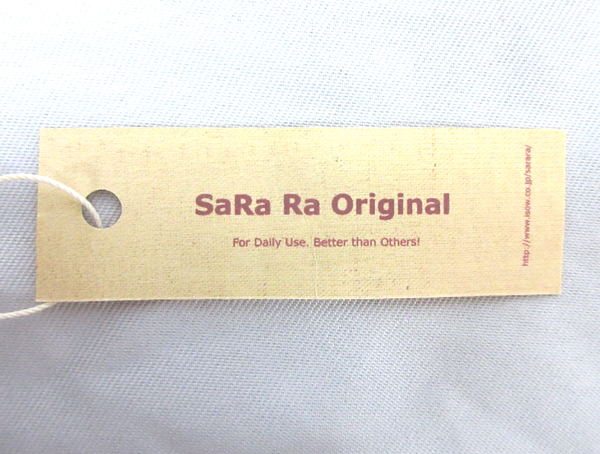 SaRa Ra Original
For Daily Use. Better than Others!
http://www.isow.co.jp/sarara/